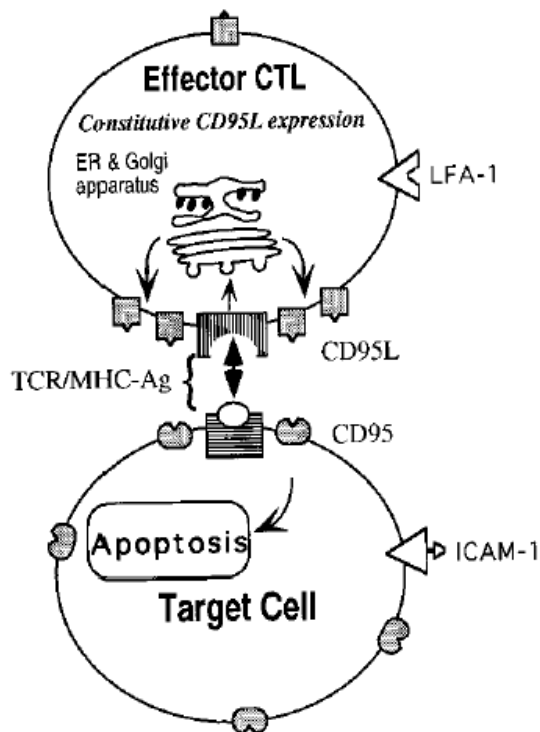 Effector CTL
Constitutive CD95L expression
ER & Golgi
apparatus
LFA-1
CD95L
TCR/MHC-Ag
CD95
Apoptosis
ICAM-1
Target Cell